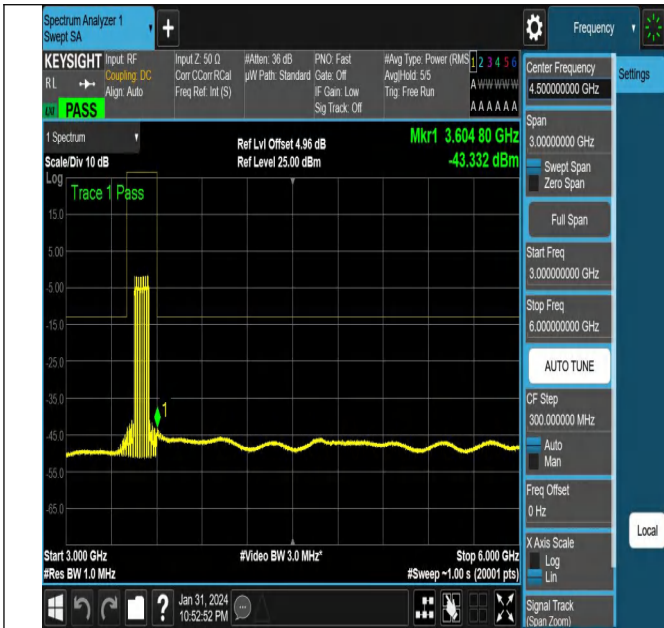 Spectrum Analyzer 1
Swept SA
Frequency
KEYSIGHT
RL
PASS
Input: RF
Coupling: DC
Align: Auto
Input Z: 50 Ω
Corr CCorr RCal
Freq Ref: Int (S)
#Atten: 36 dB
µW Path: Standard
PNO: Fast
Gate: Off
IF Gain: Low
Sig Track: Off
#Avg Type: Power (RMS
Avg|Hold: 5/5
Trig: Free Run
1 2 3 4 5 6
A W W W W W
A A A A A A
1 Spectrum
Scale/Div 10 dB
Ref Lvl Offset 4.96 dB
Ref Level 25.00 dBm
Mkr1 3.604 80 GHz
-43.332 dBm
Log
Trace 1 Pass
15.0
5.00
-5.00
-15.0
-25.0
-35.0
-45.0
-55.0
-65.0
1
Start 3.000 GHz
#Res BW 1.0 MHz
#Video BW 3.0 MHz*
Stop 6.000 GHz
#Sweep ~1.00 s (20001 pts)
Jan 31, 2024
10:52:52 PM
Center Frequency
4.500000000 GHz
Settings
Span
3.00000000 GHz
Swept Span
Zero Span
Full Span
Start Freq
3.000000000 GHz
Stop Freq
6.000000000 GHz
AUTO TUNE
CF Step
300.000000 MHz
Auto
Man
Freq Offset
0 Hz
X Axis Scale
Log
Lin
Local
Signal Track
(Span Zoom)